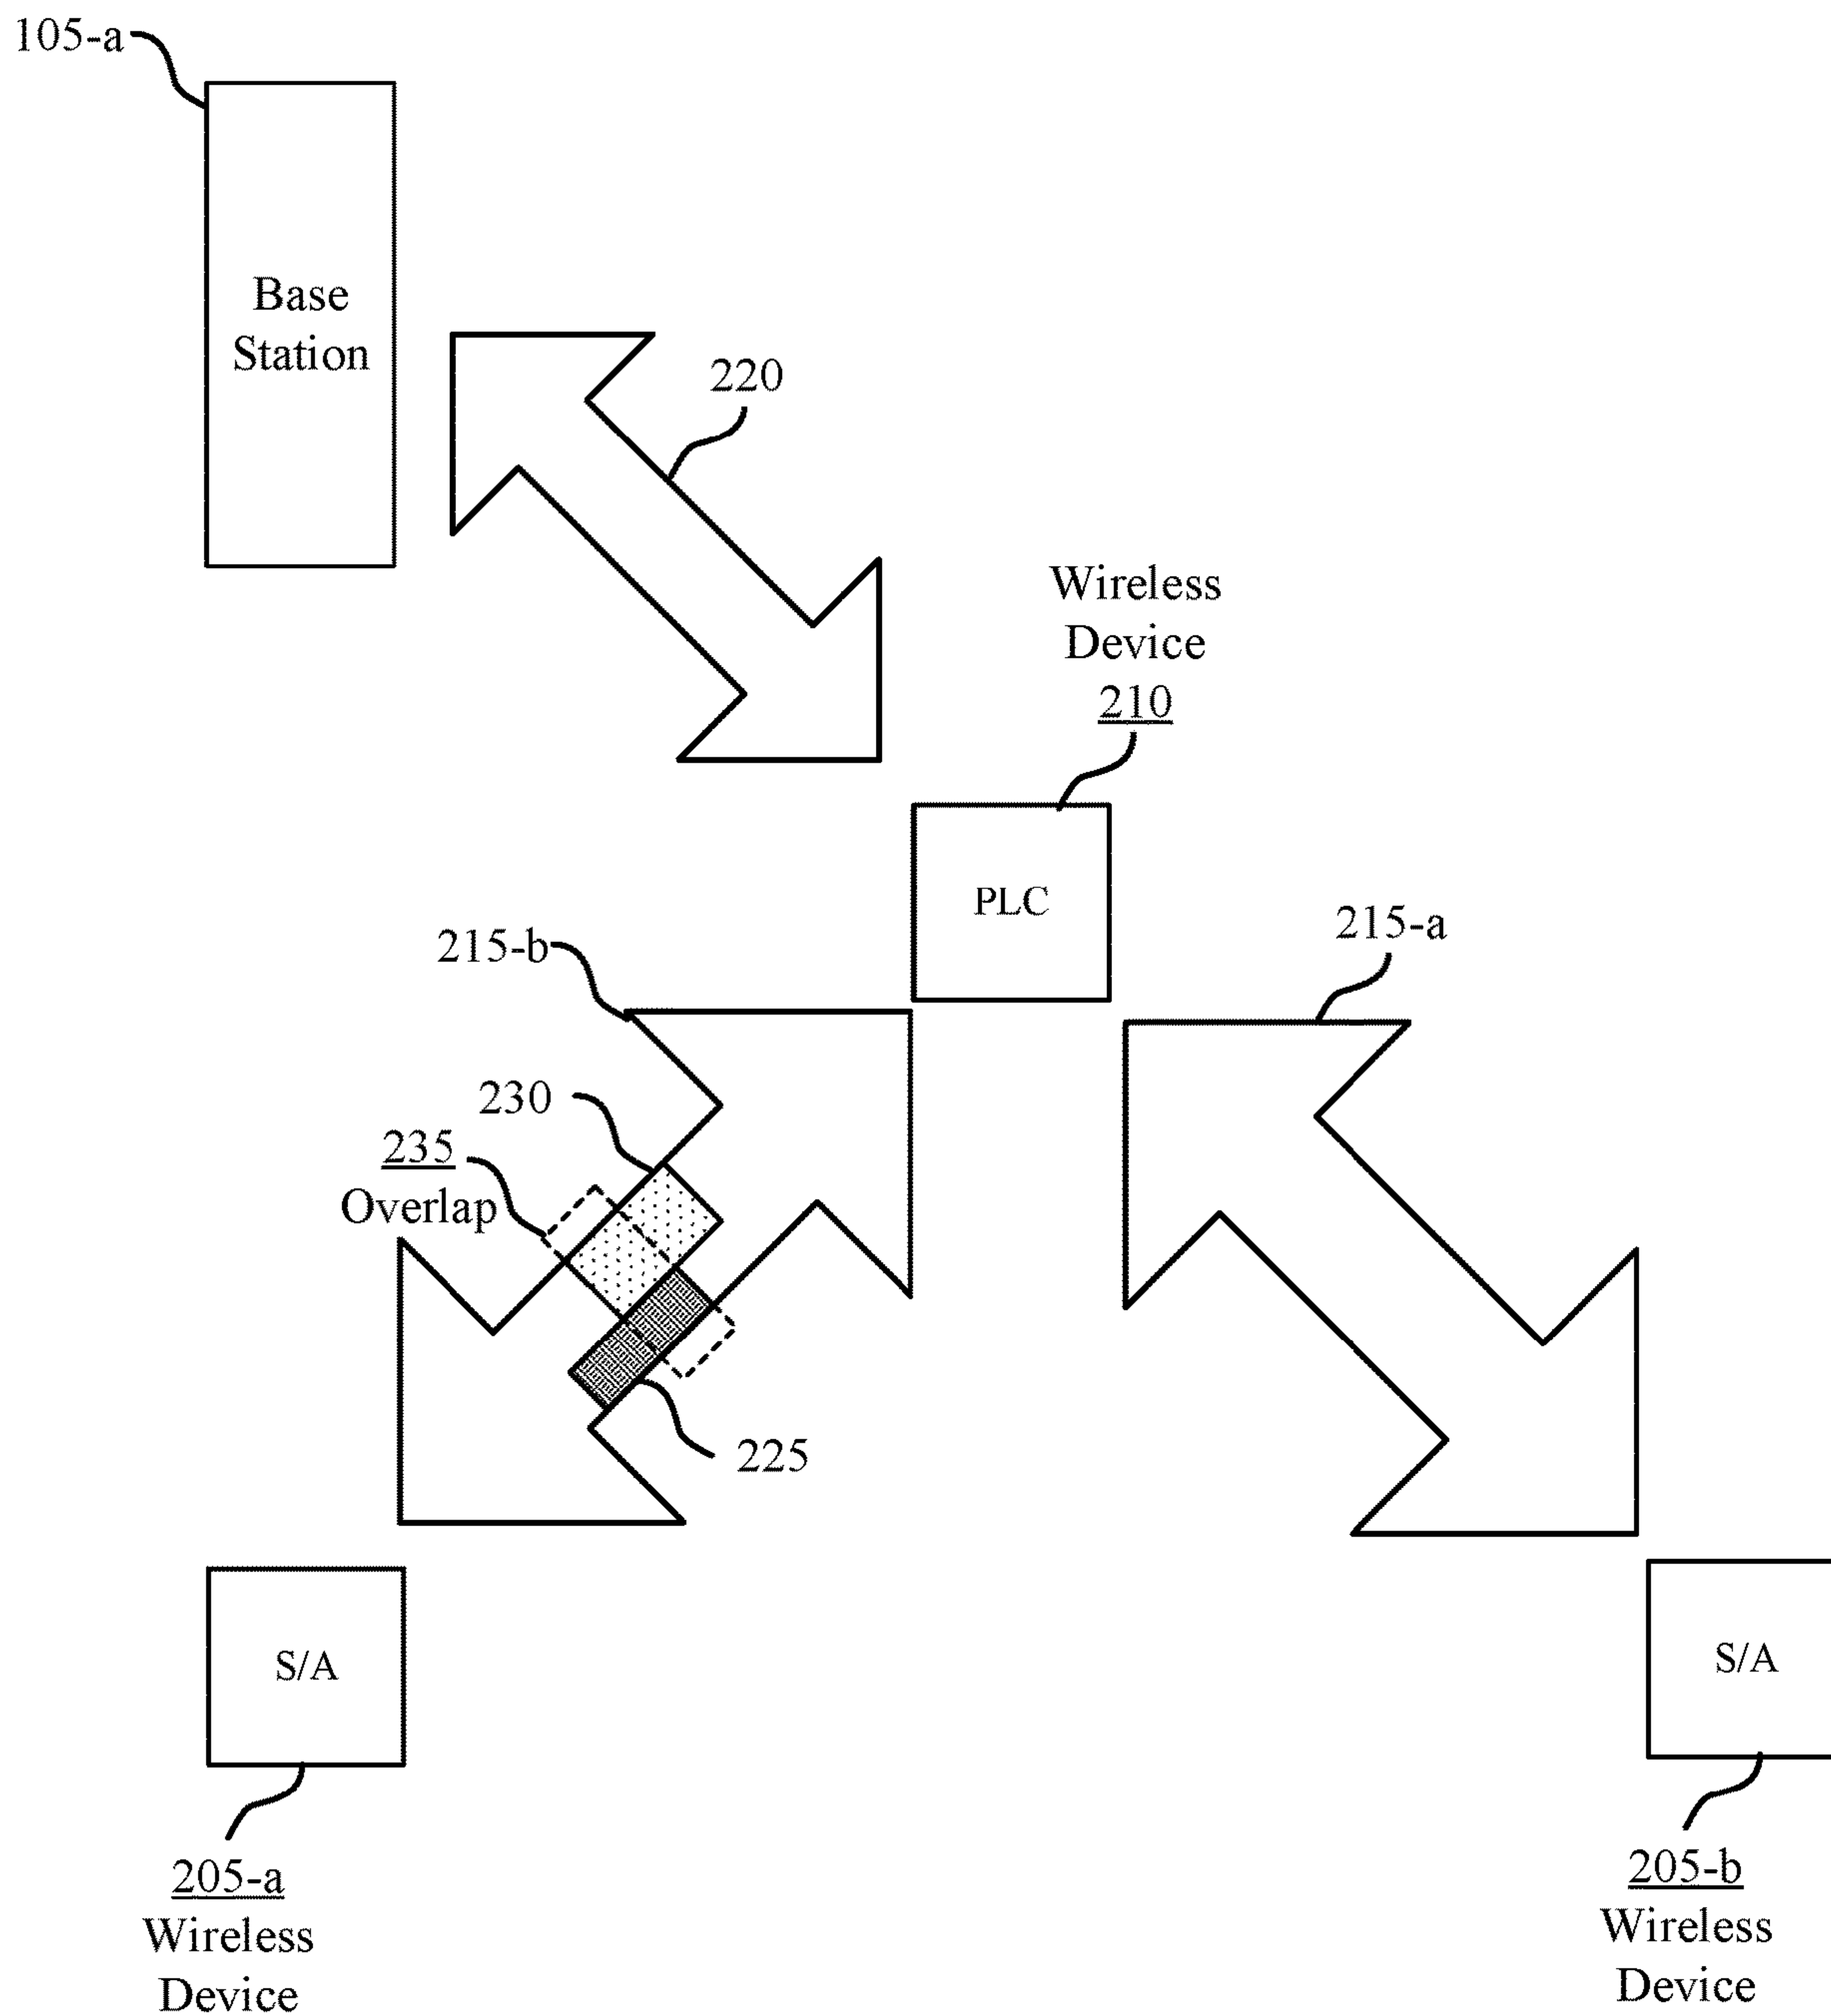 105-a
Base
Station
220
Wireless
Device
210
PLC
215-b
215-a
230
235
Overlap
225
S/A
S/A
205-a
Wireless
Device
205-b
Wireless
Device